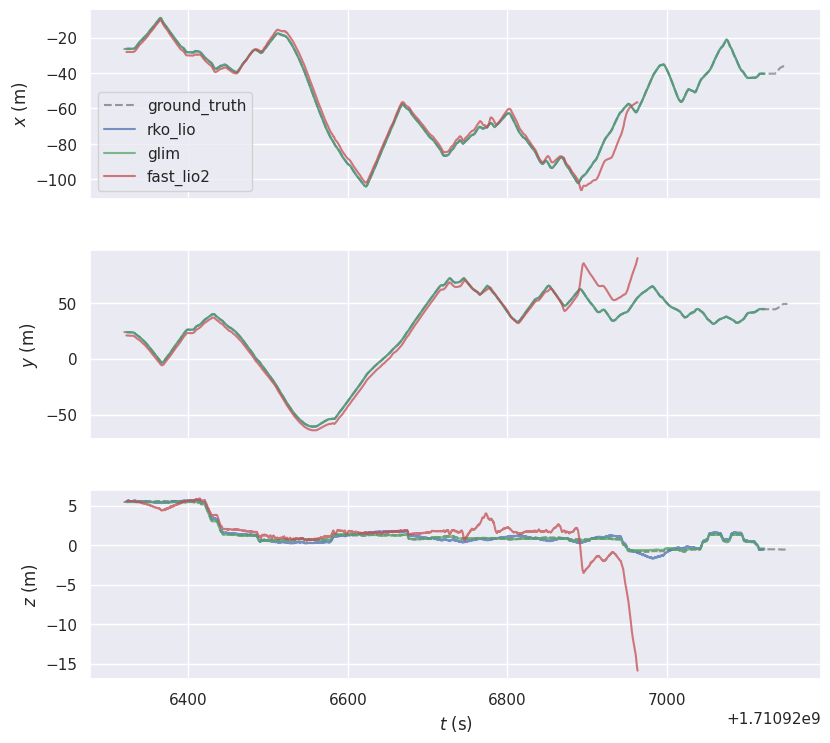 −20
−40
−60
−80
−100
x (m)
ground_truth
rko_lio
glim
fast_lio2
50
0
−50
y (m)
5
0
−5
−10
−15
z (m)
6400
6600
6800
7000
t (s)
+1.71092e9